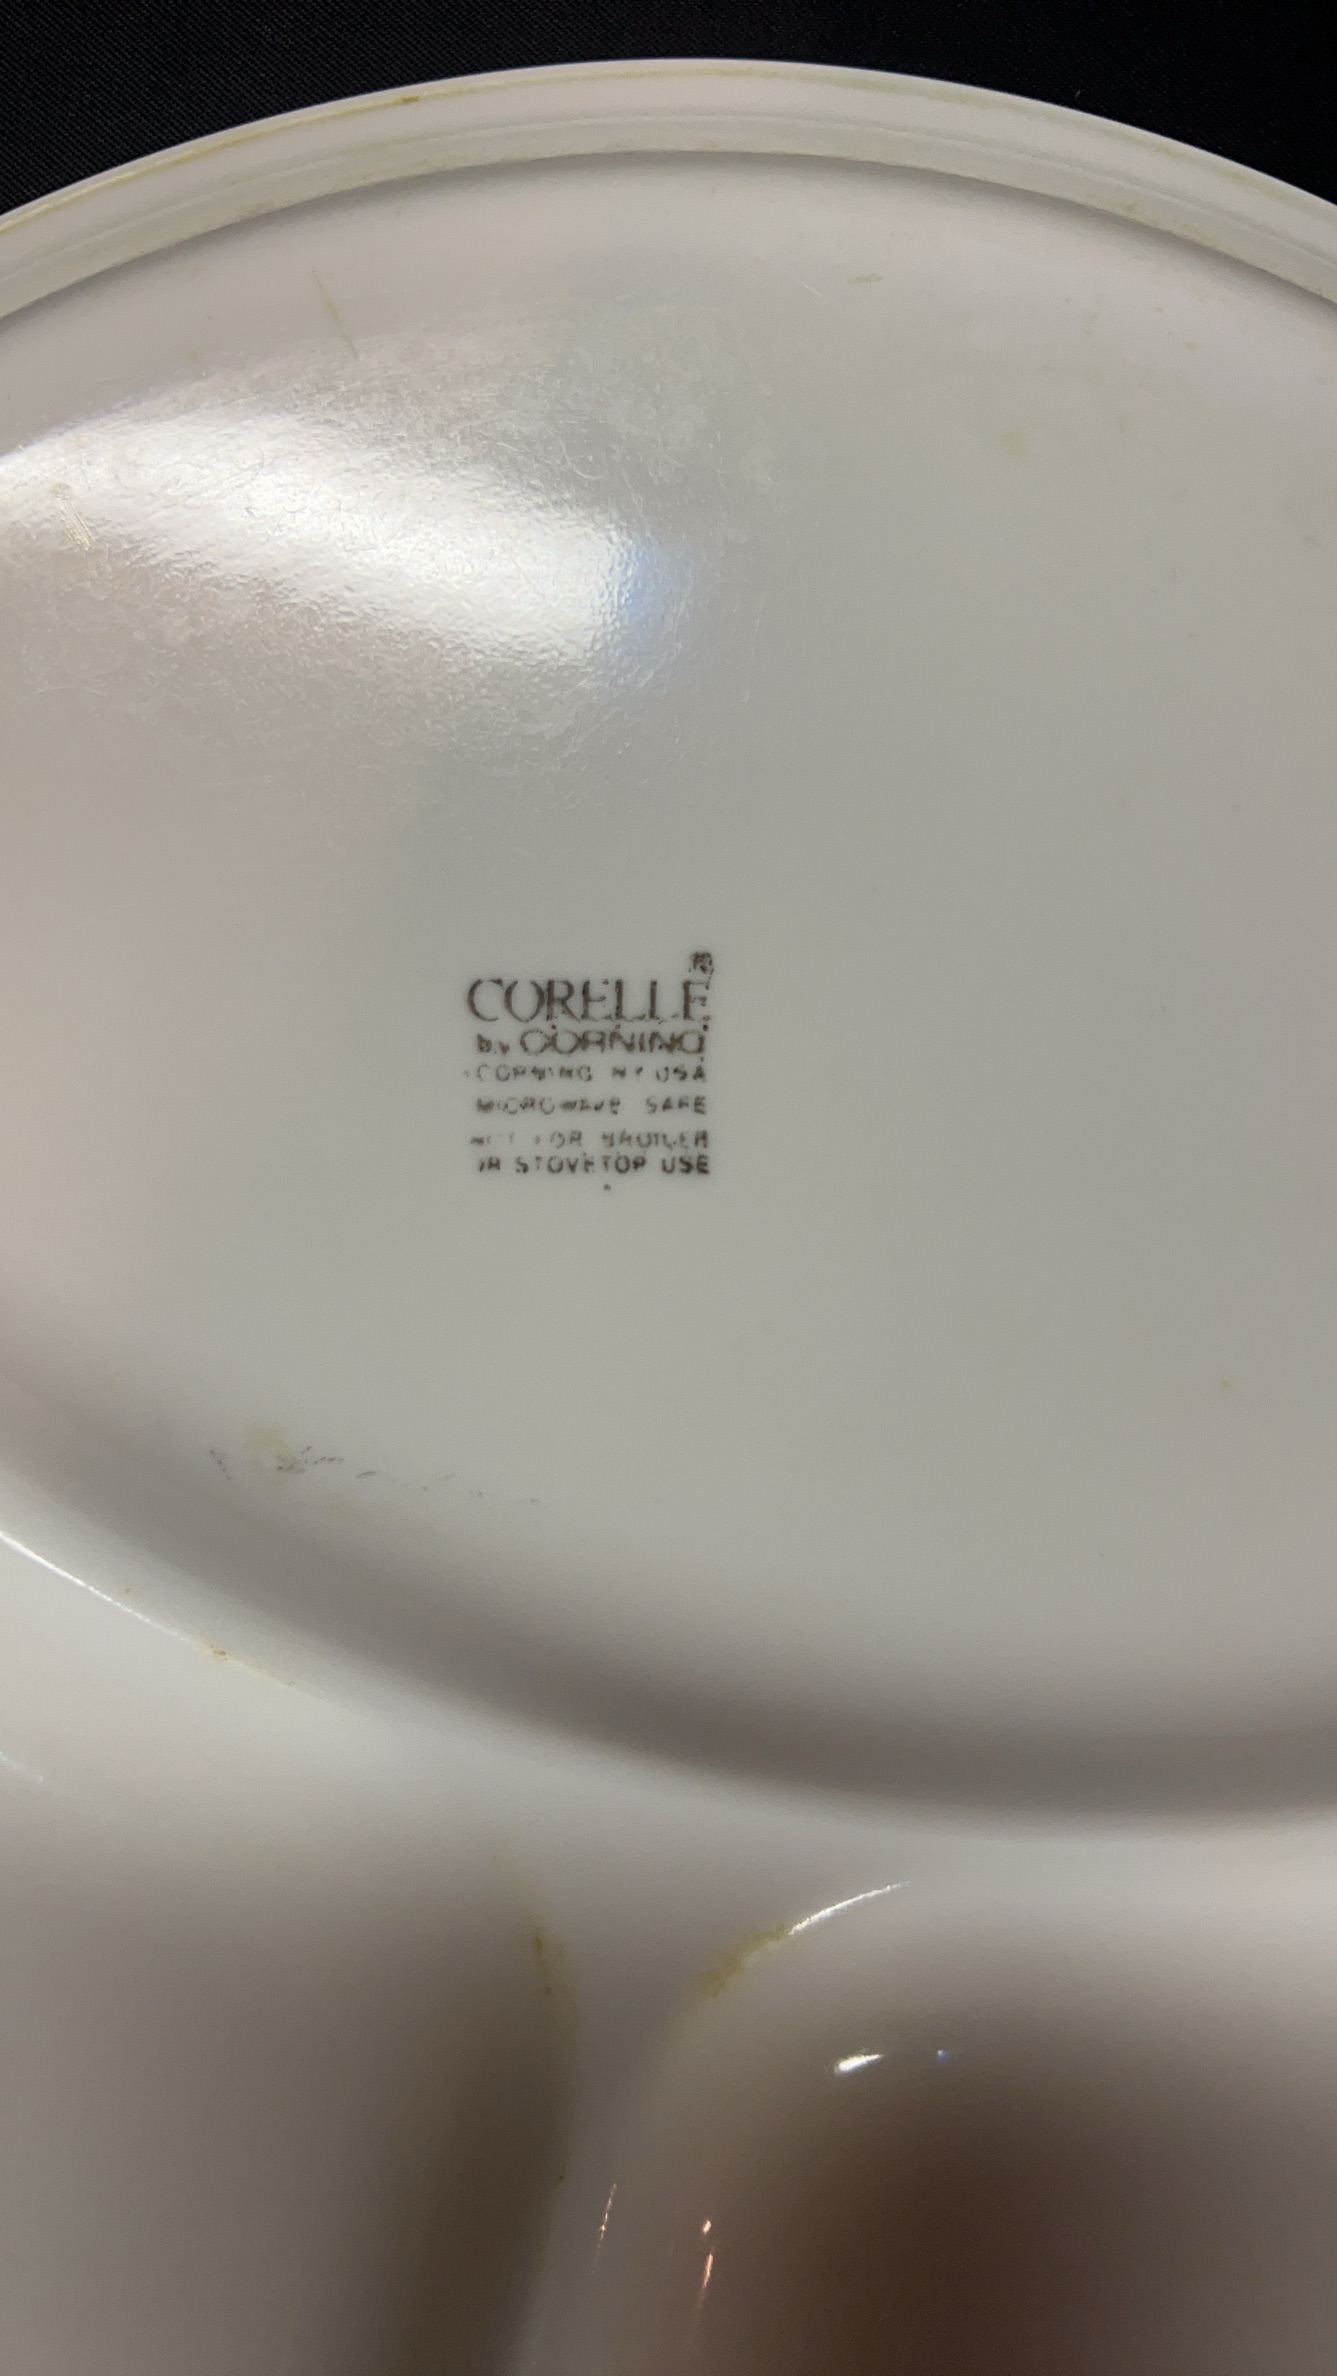 CORELLE®
by CORNING
CORNING NY USA
MICROWAVE SAFE
NOT FOR BROILER
OR STOVETOP USE